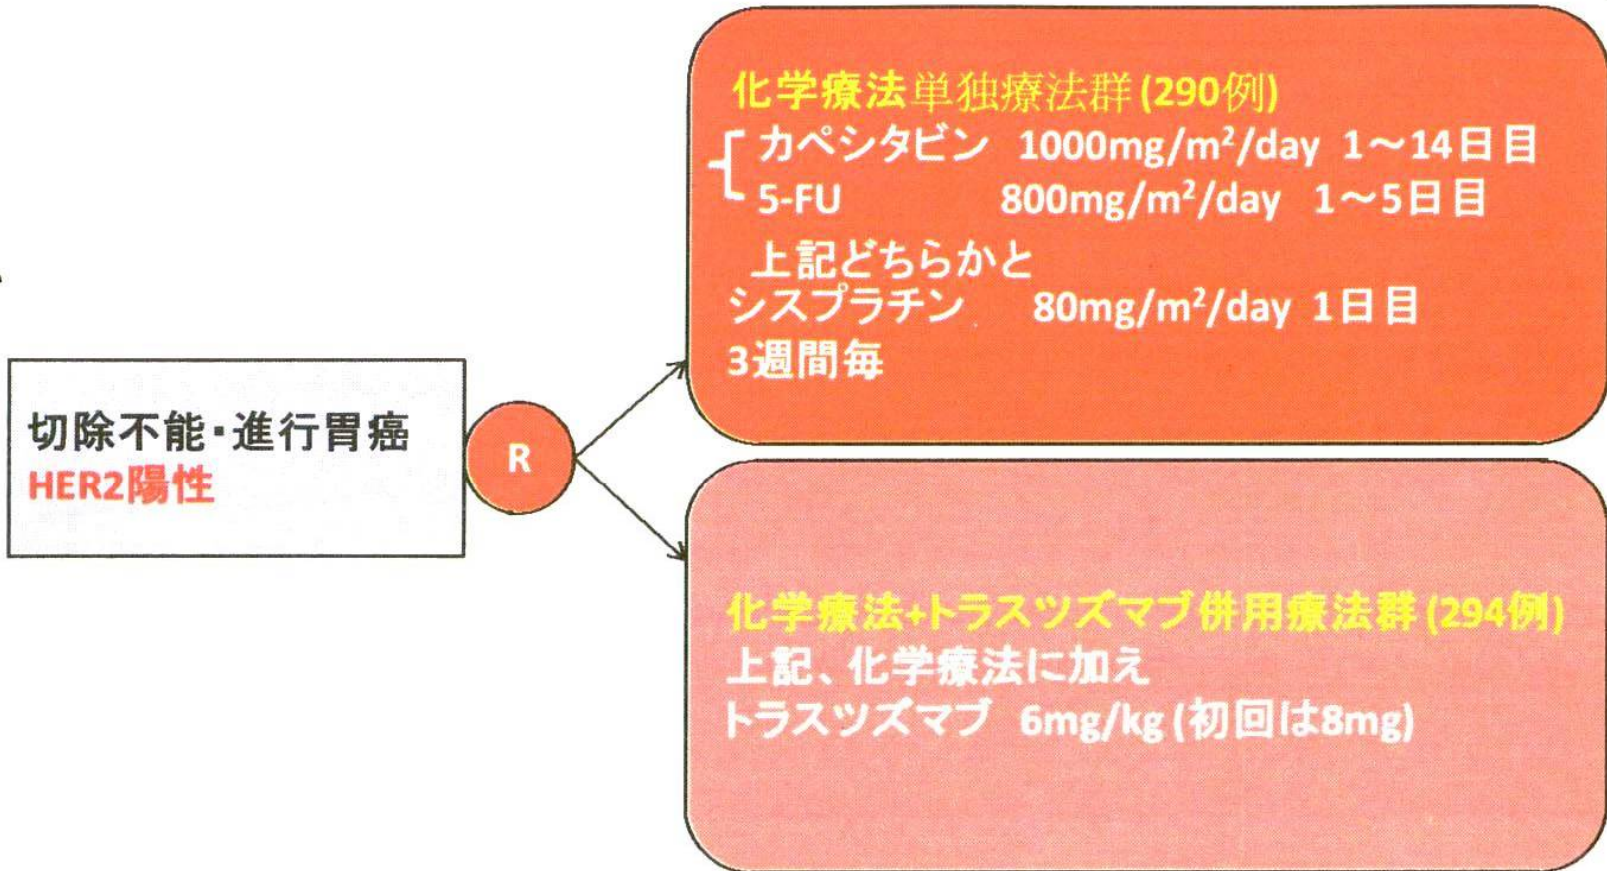 切除不能・進行胃癌
HER2陽性
R
化学療法単独療法群(290例)
カペシタビン 1000mg/m²/day 1～14日目
5-FU 800mg/m²/day 1～5日目
上記どちらかと
シスプラチン 80mg/m²/day 1日目
3週間毎
化学療法+トラスツズマブ併用療法群(294例)
上記、化学療法に加え
トラスツズマブ 6mg/kg (初回は8mg)